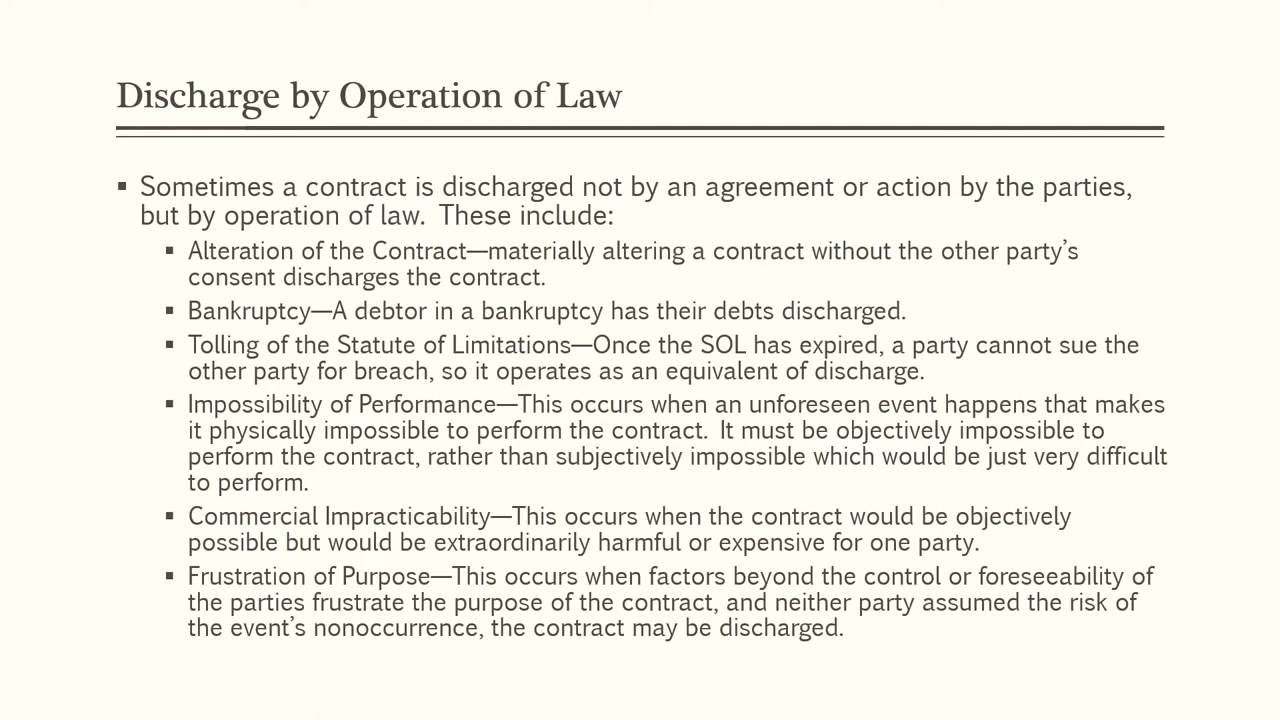 Discharge by Operation of Law
▪ Sometimes a contract is discharged not by an agreement or action by the parties,
but by operation of law.  These include:
▪ Alteration of the Contract—materially altering a contract without the other party’s
consent discharges the contract.
▪ Bankruptcy—A debtor in a bankruptcy has their debts discharged.
▪ Tolling of the Statute of Limitations—Once the SOL has expired, a party cannot sue the
other party for breach, so it operates as an equivalent of discharge.
▪ Impossibility of Performance—This occurs when an unforeseen event happens that makes
it physically impossible to perform the contract.  It must be objectively impossible to
perform the contract, rather than subjectively impossible which would be just very difficult
to perform.
▪ Commercial Impracticability—This occurs when the contract would be objectively
possible but would be extraordinarily harmful or expensive for one party.
▪ Frustration of Purpose—This occurs when factors beyond the control or foreseeability of
the parties frustrate the purpose of the contract, and neither party assumed the risk of
the event’s nonoccurrence, the contract may be discharged.